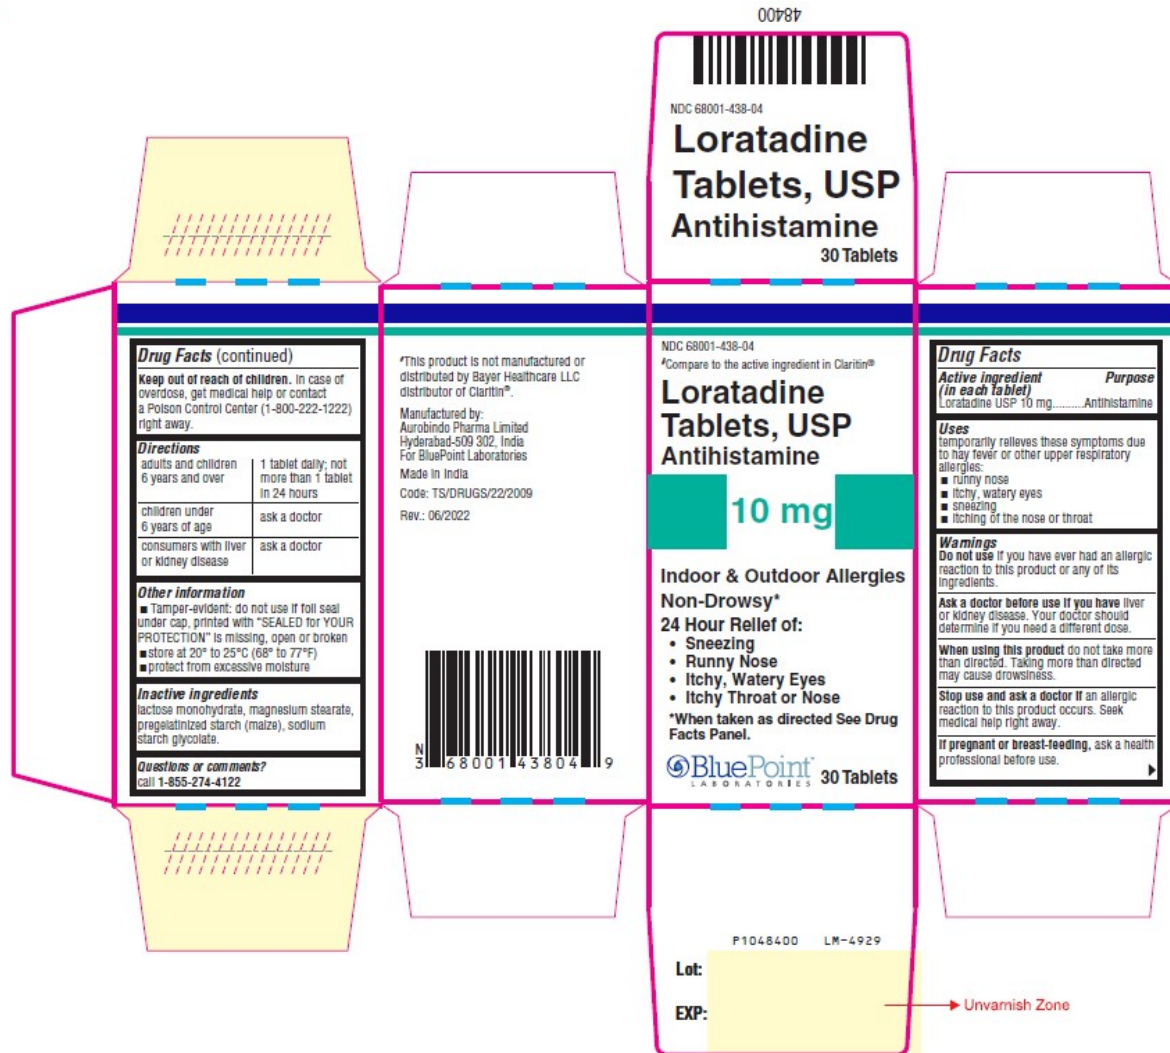 48400
NDC 68001-438-04
Loratadine
Tablets, USP
Antihistamine
30 Tablets
Drug Facts (continued)
Keep out of reach of children. In case of
overdose, get medical help or contact
a Poison Control Center (1-800-222-1222)
right away.
Directions
adults and children
6 years and over
1 tablet daily; not
more than 1 tablet
in 24 hours
children under
6 years of age
ask a doctor
consumers with liver
or kidney disease
ask a doctor
Other information
■ Tamper-evident: do not use if foil seal
under cap, printed with "SEALED for YOUR
PROTECTION" is missing, open or broken
■ store at 20° to 25°C (68° to 77°F)
■ protect from excessive moisture
Inactive ingredients
lactose monohydrate, magnesium stearate,
pregelatinized starch (maize), sodium
starch glycolate.
Questions or comments?
call 1-855-274-4122
#This product is not manufactured or
distributed by Bayer Healthcare LLC
distributor of Claritin®.
Manufactured by:
Aurobindo Pharma Limited
Hyderabad-509 302, India
For BluePoint Laboratories
Made in India
Code: TS/DRUGS/22/2009
Rev.: 06/2022
N
3 68001 43804 9
NDC 68001-438-04
#Compare to the active ingredient in Claritin®
Loratadine
Tablets, USP
Antihistamine
10 mg
Indoor & Outdoor Allergies
Non-Drowsy*
24 Hour Relief of:
• Sneezing
• Runny Nose
• Itchy, Watery Eyes
• Itchy Throat or Nose
*When taken as directed See Drug
Facts Panel.
BluePoint™
LABORATORIES
30 Tablets
Drug Facts
Active ingredient
(in each tablet)
Purpose
Loratadine USP 10 mg..........Antihistamine
Uses
temporarily relieves these symptoms due
to hay fever or other upper respiratory
allergies:
■ runny nose
■ itchy, watery eyes
■ sneezing
■ itching of the nose or throat
Warnings
Do not use if you have ever had an allergic
reaction to this product or any of its
ingredients.
Ask a doctor before use if you have liver
or kidney disease. Your doctor should
determine if you need a different dose.
When using this product do not take more
than directed. Taking more than directed
may cause drowsiness.
Stop use and ask a doctor if an allergic
reaction to this product occurs. Seek
medical help right away.
If pregnant or breast-feeding, ask a health
professional before use.
P1048400 LM-4929
Lot:
EXP:
Unvarnish Zone